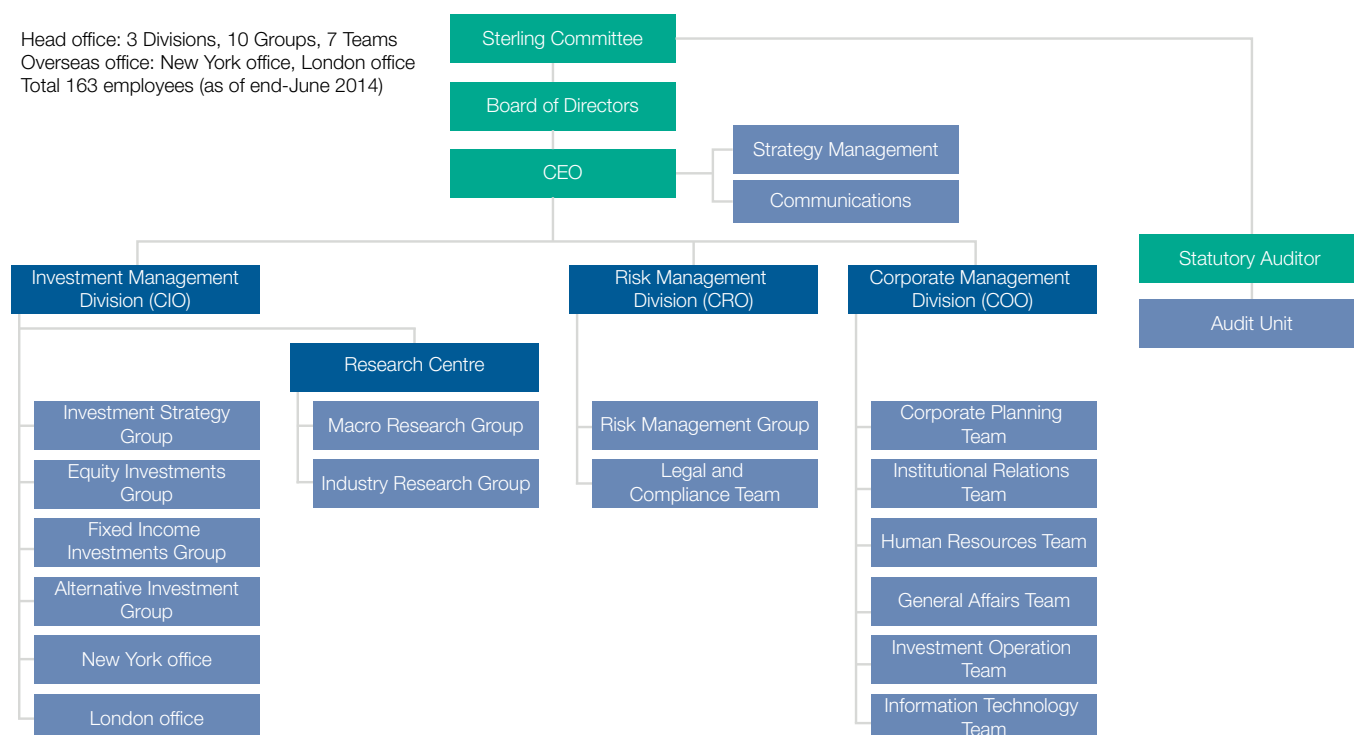 Head office: 3 Divisions, 10 Groups, 7 Teams
Overseas office: New York office, London office
Total 163 employees (as of end-June 2014)
Sterling Committee
Board of Directors
CEO
Strategy Management
Communications
Statutory Auditor
Audit Unit
Investment Management
Division (CIO)
Research Centre
Investment Strategy
Group
Equity Investments
Group
Fixed Income
Investments Group
Alternative Investment
Group
New York office
London office
Macro Research Group
Industry Research Group
Risk Management
Division (CRO)
Risk Management Group
Legal and
Compliance Team
Corporate Management
Division (COO)
Corporate Planning
Team
Institutional Relations
Team
Human Resources Team
General Affairs Team
Investment Operation
Team
Information Technology
Team